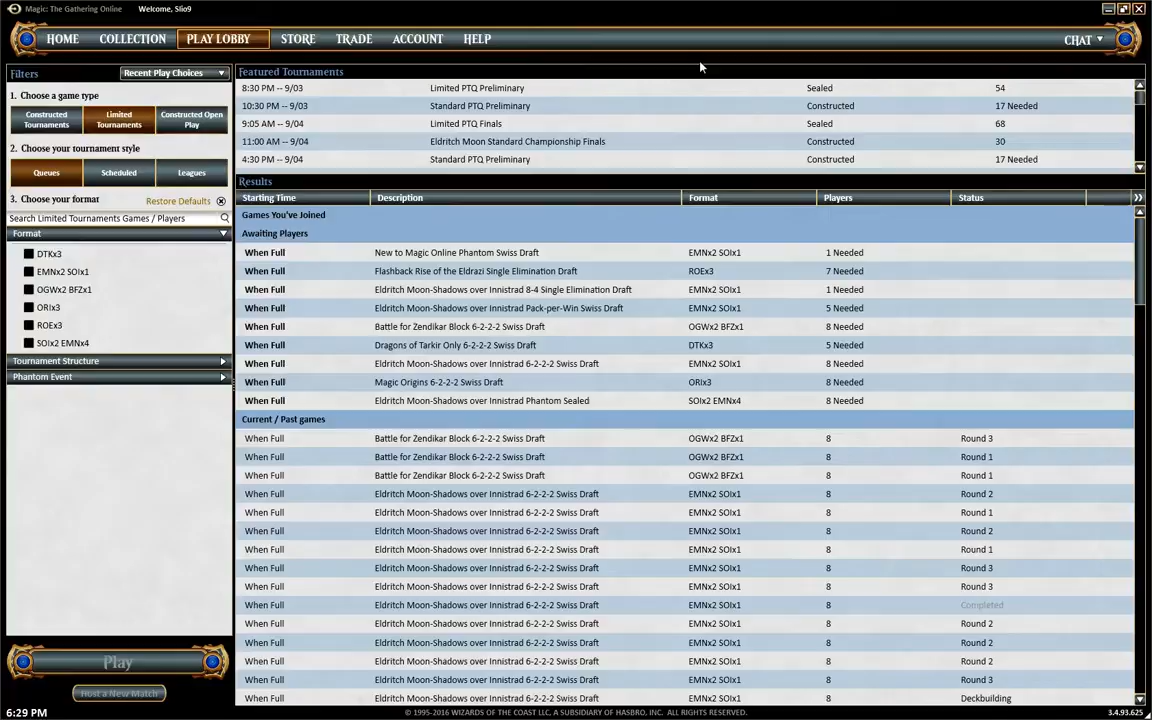 Magic: The Gathering Online Welcome, Slio9
HOME COLLECTION PLAY LOBBY STORE TRADE ACCOUNT HELP CHAT
Filters Recent Play Choices
1. Choose a game type
Constructed Tournaments Limited Tournaments Constructed Open Play
2. Choose your tournament style
Queues Scheduled Leagues
3. Choose your format Restore Defaults
Search Limited Tournaments Games / Players
Format
DTKx3
EMNx2 SOIx1
OGWx2 BFZx1
ORIx3
ROEx3
SOIx2 EMNx4
Tournament Structure
Phantom Event
Play
Host a New Match
6:29 PM
Featured Tournaments
8:30 PM -- 9/03 Limited PTQ Preliminary Sealed 54
10:30 PM -- 9/03 Standard PTQ Preliminary Constructed 17 Needed
9:05 AM -- 9/04 Limited PTQ Finals Sealed 68
11:00 AM -- 9/04 Eldritch Moon Standard Championship Finals Constructed 30
4:30 PM -- 9/04 Standard PTQ Preliminary Constructed 17 Needed
Results
Starting Time Description Format Players Status
Games You've Joined
Awaiting Players
When Full New to Magic Online Phantom Swiss Draft EMNx2 SOIx1 1 Needed
When Full Flashback Rise of the Eldrazi Single Elimination Draft ROEx3 7 Needed
When Full Eldritch Moon-Shadows over Innistrad 8-4 Single Elimination Draft EMNx2 SOIx1 1 Needed
When Full Eldritch Moon-Shadows over Innistrad Pack-per-Win Swiss Draft EMNx2 SOIx1 5 Needed
When Full Battle for Zendikar Block 6-2-2-2 Swiss Draft OGWx2 BFZx1 8 Needed
When Full Dragons of Tarkir Only 6-2-2-2 Swiss Draft DTKx3 5 Needed
When Full Eldritch Moon-Shadows over Innistrad 6-2-2-2 Swiss Draft EMNx2 SOIx1 8 Needed
When Full Magic Origins 6-2-2-2 Swiss Draft ORIx3 8 Needed
When Full Eldritch Moon-Shadows over Innistrad Phantom Sealed SOIx2 EMNx4 8 Needed
Current / Past games
When Full Battle for Zendikar Block 6-2-2-2 Swiss Draft OGWx2 BFZx1 8 Round 3
When Full Battle for Zendikar Block 6-2-2-2 Swiss Draft OGWx2 BFZx1 8 Round 1
When Full Battle for Zendikar Block 6-2-2-2 Swiss Draft OGWx2 BFZx1 8 Round 1
When Full Eldritch Moon-Shadows over Innistrad 6-2-2-2 Swiss Draft EMNx2 SOIx1 8 Round 2
When Full Eldritch Moon-Shadows over Innistrad 6-2-2-2 Swiss Draft EMNx2 SOIx1 8 Round 1
When Full Eldritch Moon-Shadows over Innistrad 6-2-2-2 Swiss Draft EMNx2 SOIx1 8 Round 2
When Full Eldritch Moon-Shadows over Innistrad 6-2-2-2 Swiss Draft EMNx2 SOIx1 8 Round 1
When Full Eldritch Moon-Shadows over Innistrad 6-2-2-2 Swiss Draft EMNx2 SOIx1 8 Round 3
When Full Eldritch Moon-Shadows over Innistrad 6-2-2-2 Swiss Draft EMNx2 SOIx1 8 Round 3
When Full Eldritch Moon-Shadows over Innistrad 6-2-2-2 Swiss Draft EMNx2 SOIx1 8 Completed
When Full Eldritch Moon-Shadows over Innistrad 6-2-2-2 Swiss Draft EMNx2 SOIx1 8 Round 2
When Full Eldritch Moon-Shadows over Innistrad 6-2-2-2 Swiss Draft EMNx2 SOIx1 8 Round 2
When Full Eldritch Moon-Shadows over Innistrad 6-2-2-2 Swiss Draft EMNx2 SOIx1 8 Round 2
When Full Eldritch Moon-Shadows over Innistrad 6-2-2-2 Swiss Draft EMNx2 SOIx1 8 Round 3
When Full Eldritch Moon-Shadows over Innistrad 6-2-2-2 Swiss Draft EMNx2 SOIx1 8 Deckbuilding
© 1995-2016 WIZARDS OF THE COAST LLC, A SUBSIDIARY OF HASBRO, INC. ALL RIGHTS RESERVED. 3.4.93.625